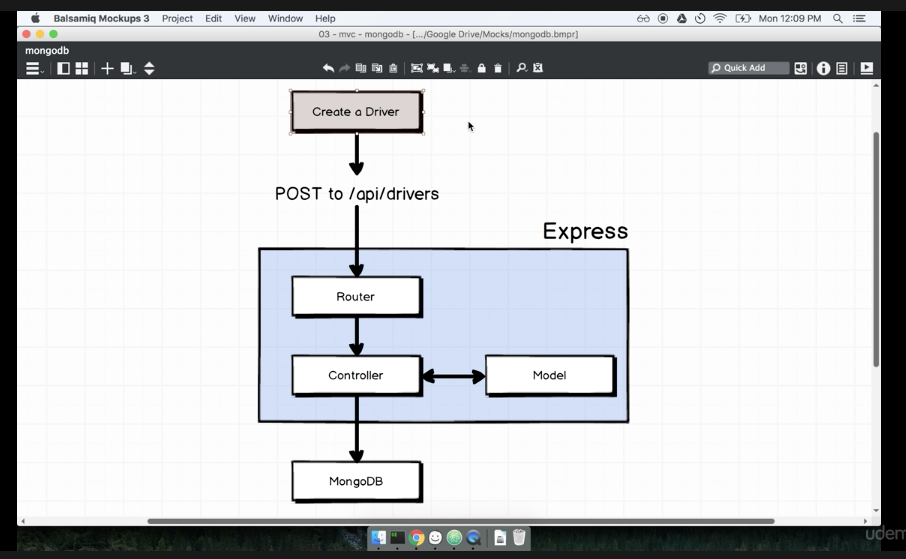 Balsamiq Mockups 3 Project Edit View Window Help Mon 12:09 PM
03 - mvc - mongodb - [.../Google Drive/Mocks/mongodb.bmpr]
mongodb
Quick Add
Create a Driver
POST to /api/drivers
Express
Router
Controller
Model
MongoDB